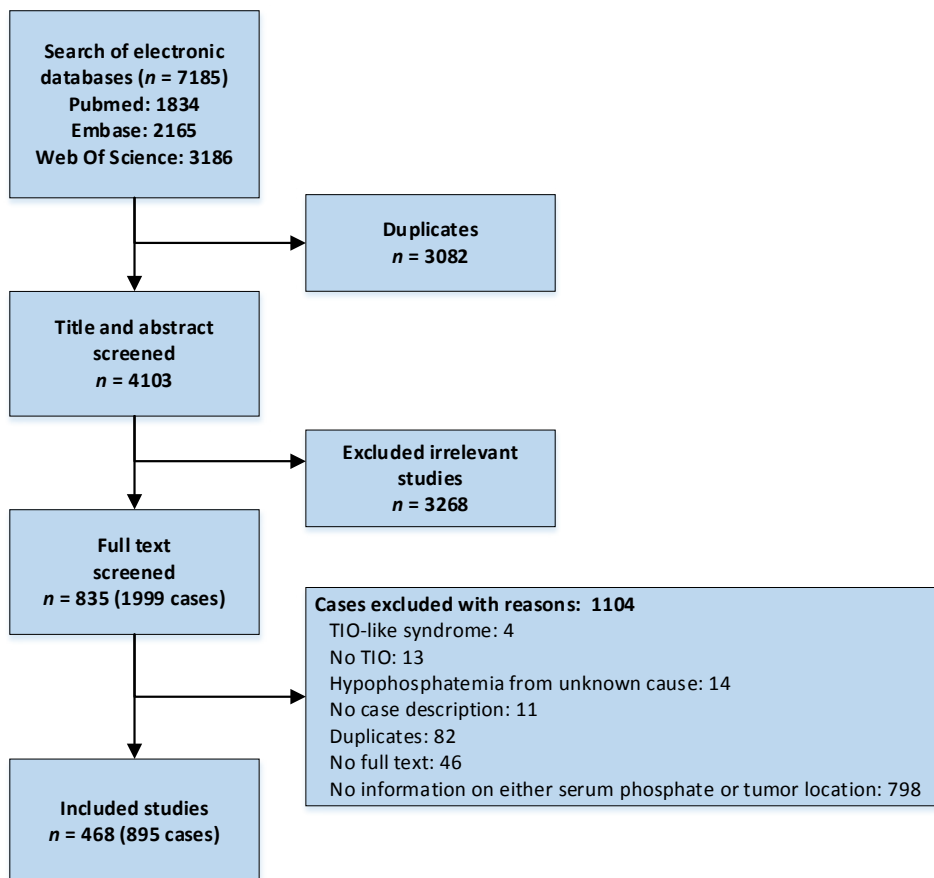 Search of electronic
databases (n = 7185)
Pubmed: 1834
Embase: 2165
Web Of Science: 3186
Duplicates
n = 3082
Title and abstract
screened
n = 4103
Excluded irrelevant
studies
n = 3268
Full text
screened
n = 835 (1999 cases)
Cases excluded with reasons: 1104
TIO-like syndrome: 4
No TIO: 13
Hypophosphatemia from unknown cause: 14
No case description: 11
Duplicates: 82
No full text: 46
No information on either serum phosphate or tumor location: 798
Included studies
n = 468 (895 cases)